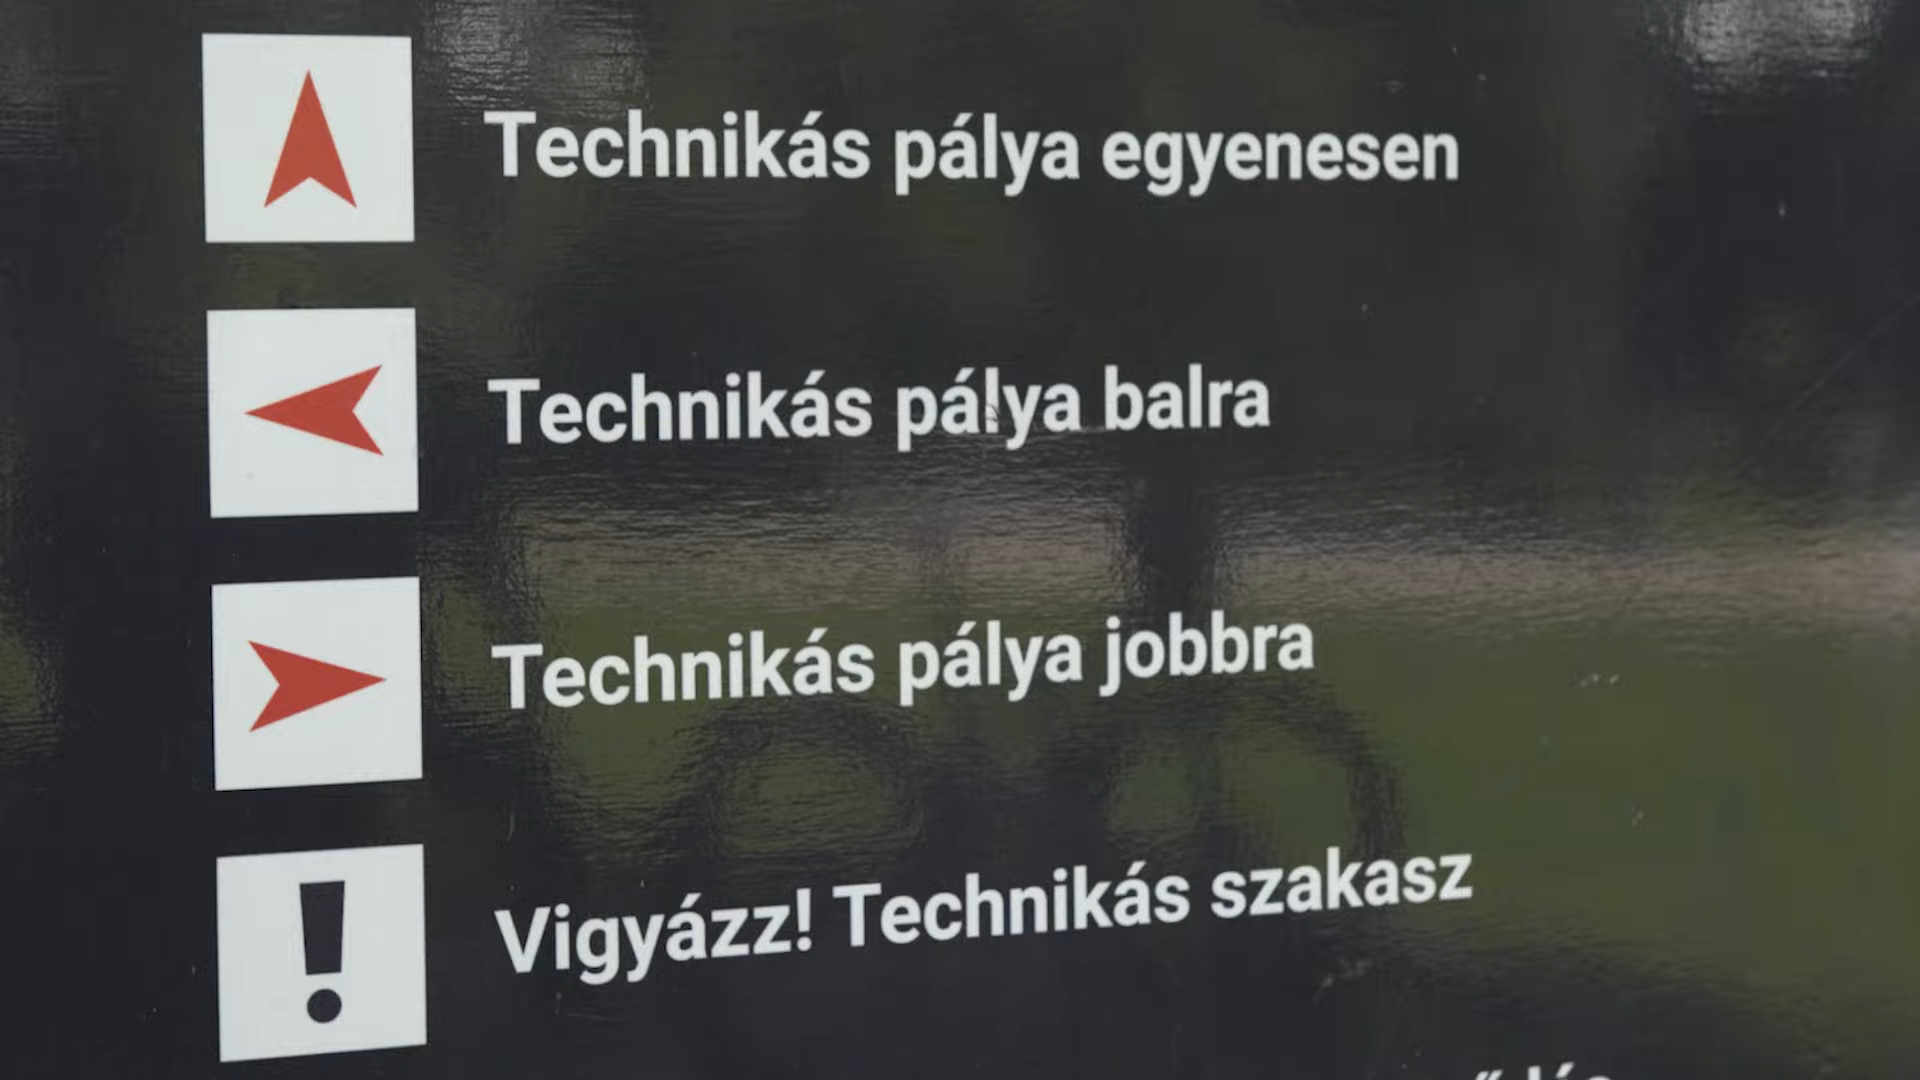 Technikás pálya egyenesen
Technikás pálya balra
Technikás pálya jobbra
Vigyázz! Technikás szakasz